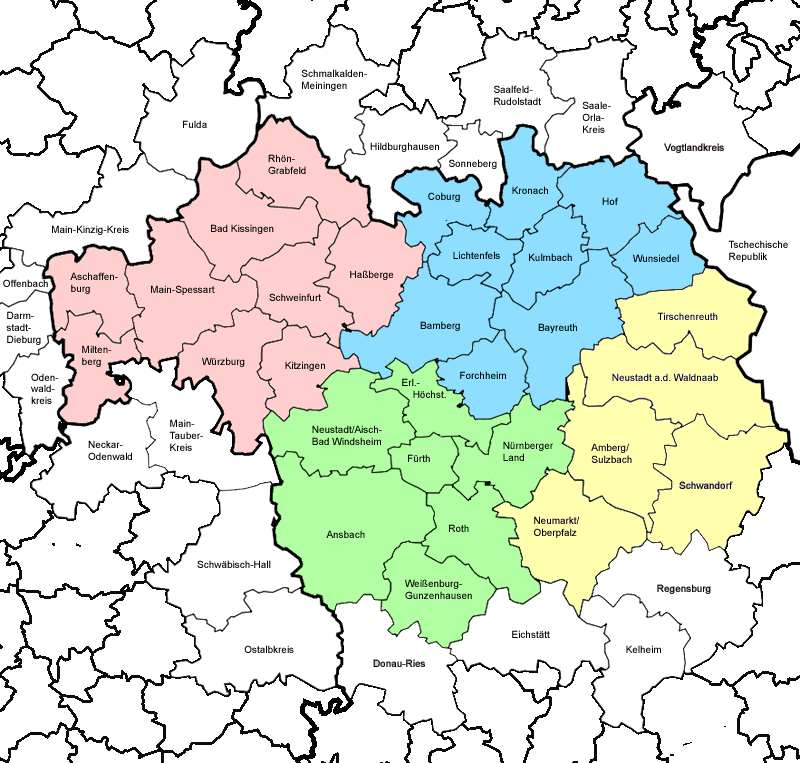 Schmalkalden-
Meiningen
Saalfeld-
Rudolstadt
Saale-
Orla-
Kreis
Fulda
Hildburghausen
Sonneberg
Vogtlandkreis
Rhön-
Grabfeld
Coburg
Kronach
Hof
Main-Kinzig-Kreis
Bad Kissingen
Tschechische
Republik
Lichtenfels
Kulmbach
Wunsiedel
Offenbach
Aschaffen-
burg
Main-Spessart
Haßberge
Schweinfurt
Darm-
stadt-
Dieburg
Bamberg
Bayreuth
Tirschenreuth
Milten-
berg
Würzburg
Kitzingen
Oden-
wald-
kreis
Forchheim
Neustadt a.d. Waldnaab
Erl.-
Höchst.
Main-
Tauber-
Kreis
Neckar-
Odenwald
Neustadt/Aisch-
Bad Windsheim
Fürth
Nürnberger
Land
Amberg/
Sulzbach
Schwandorf
Ansbach
Roth
Neumarkt/
Oberpfalz
Schwäbisch-Hall
Weißenburg-
Gunzenhausen
Regensburg
Ostalbkreis
Donau-Ries
Eichstätt
Kelheim